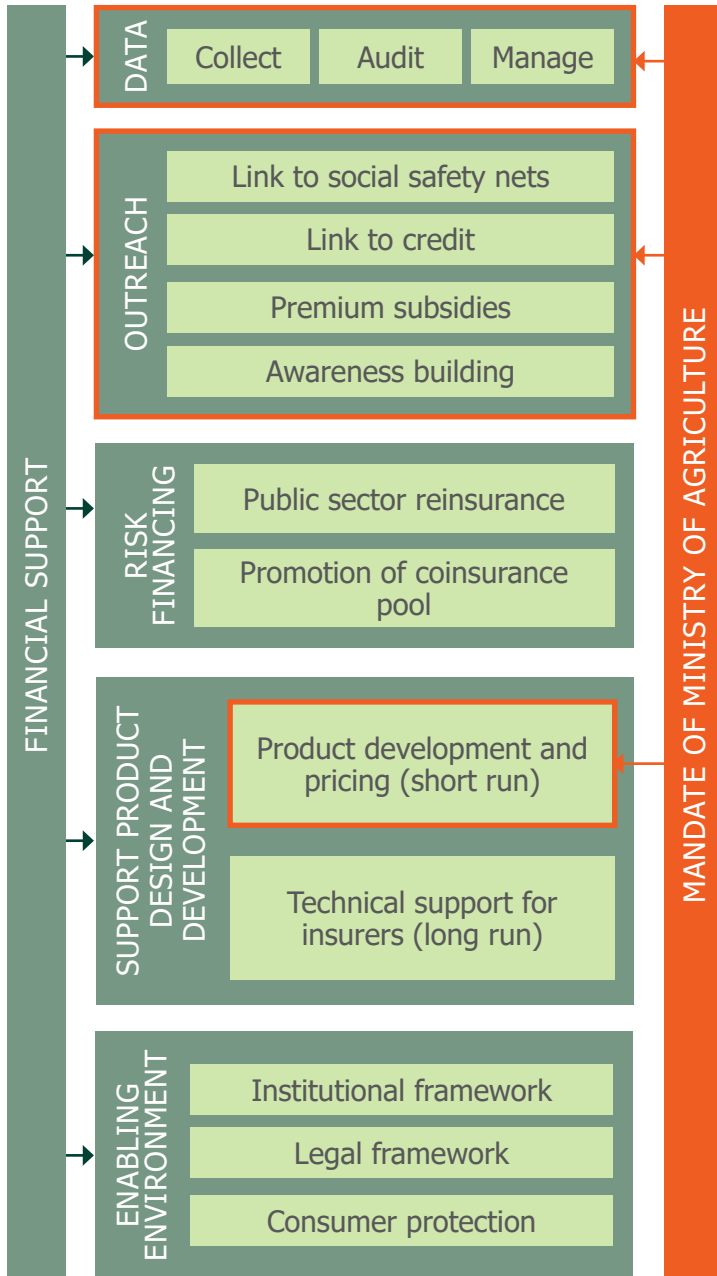 FINANCIAL SUPPORT
DATA
Collect
Audit
Manage
OUTREACH
Link to social safety nets
Link to credit
Premium subsidies
Awareness building
RISK
FINANCING
Public sector reinsurance
Promotion of coinsurance
pool
SUPPORT PRODUCT
DESIGN AND
DEVELOPMENT
Product development and
pricing (short run)
Technical support for
insurers (long run)
ENABLING
ENVIRONMENT
Institutional framework
Legal framework
Consumer protection
MANDATE OF MINISTRY OF AGRICULTURE